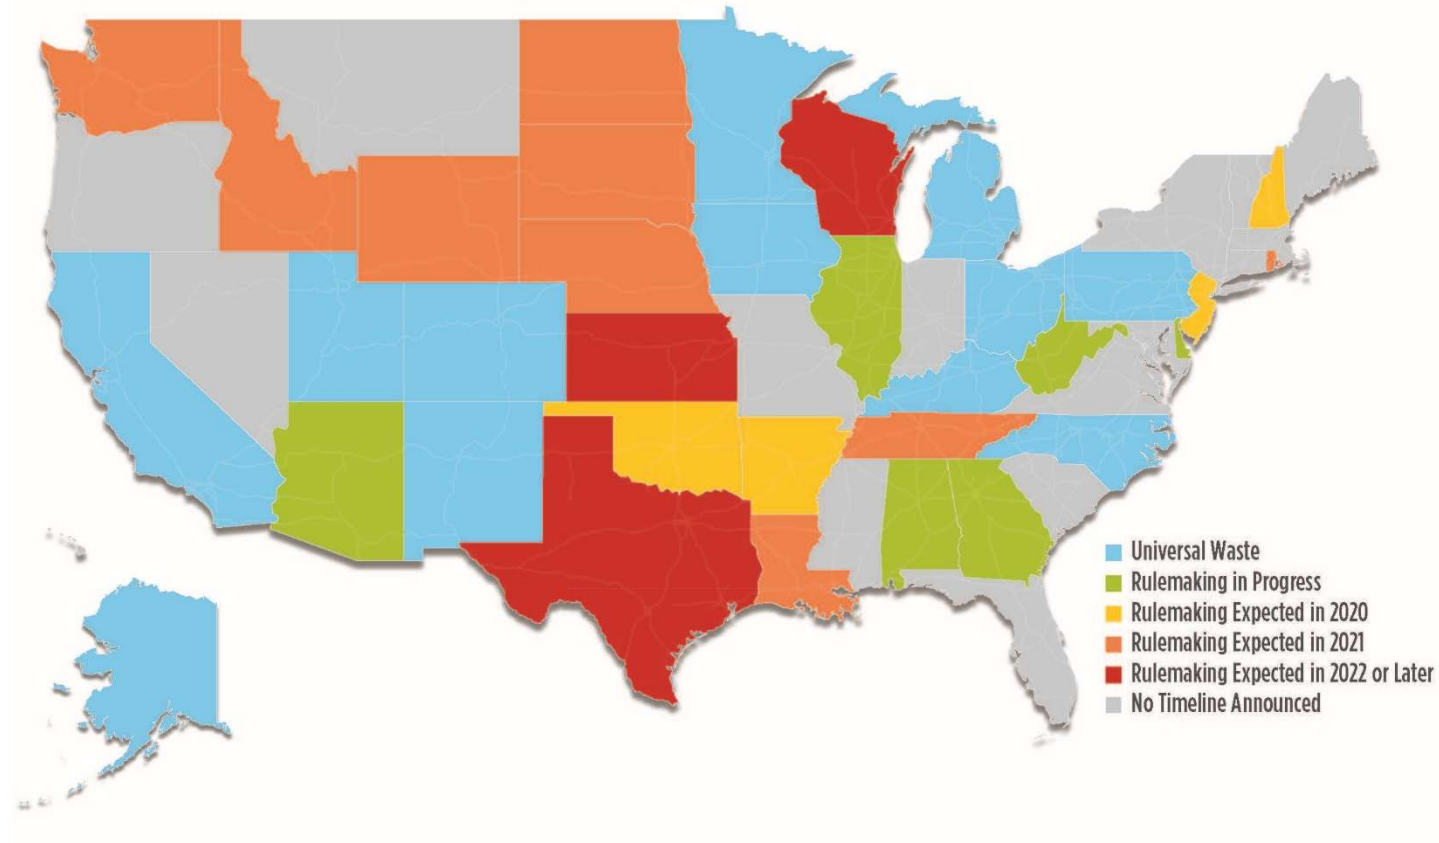 Universal Waste
Rulemaking in Progress
Rulemaking Expected in 2020
Rulemaking Expected in 2021
Rulemaking Expected in 2022 or Later
No Timeline Announced